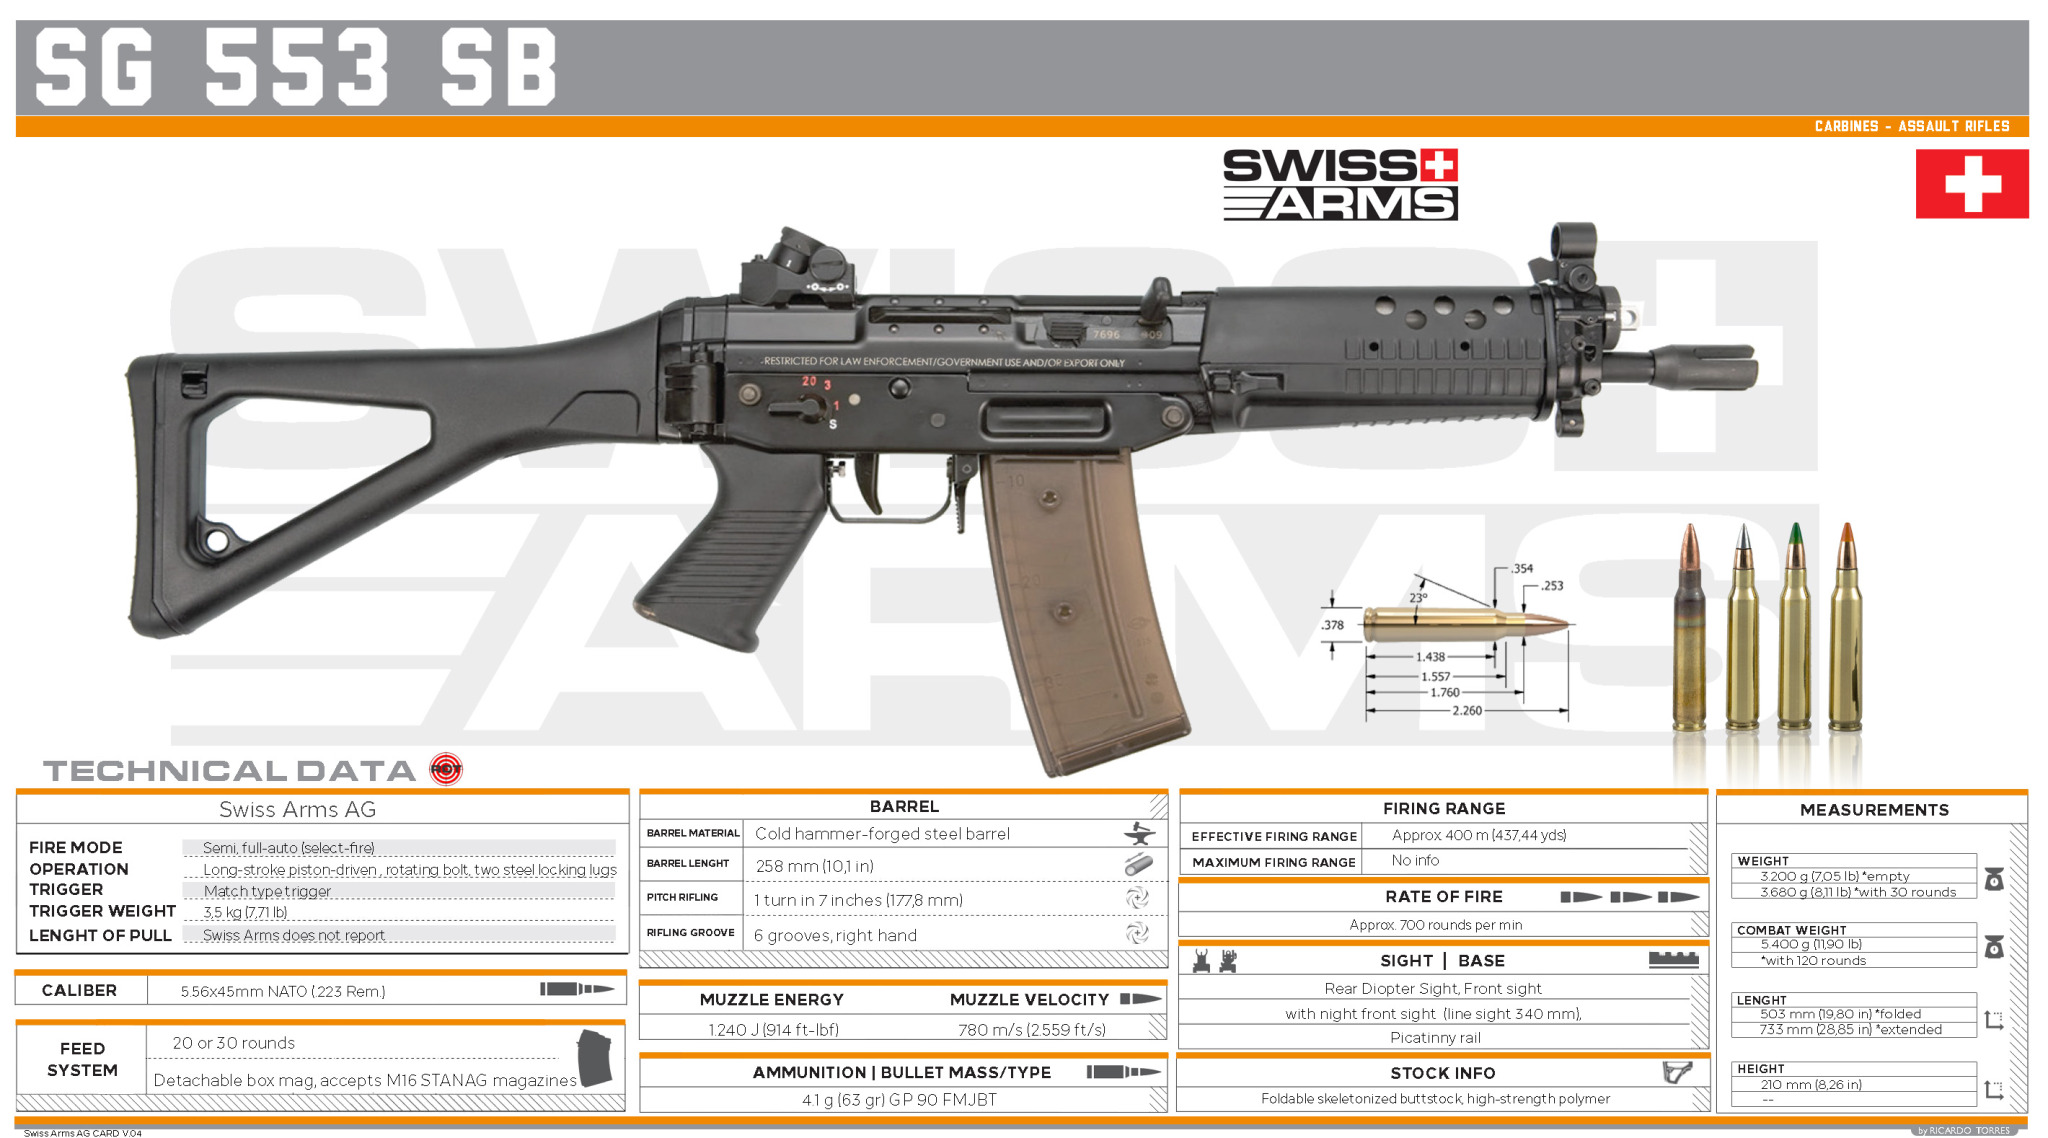 SG 553 SB
CARBINES - ASSAULT RIFLES
SWISS
ARMS
SWISS
ARMS
20 3
1
S
7696 09
RESTRICTED FOR LAW ENFORCEMENT/GOVERNMENT USE AND/OR EXPORT ONLY
10
20
.354
.253
23°
.378
1.438
1.557
1.760
2.260
TECHNICAL DATA
Swiss Arms AG
FIRE MODE Semi, full-auto (select-fire)
OPERATION Long-stroke piston-driven , rotating bolt, two steel locking lugs
TRIGGER Match type trigger
TRIGGER WEIGHT 3,5 kg (7,71 lb)
LENGHT OF PULL Swiss Arms does not report
CALIBER 5.56x45mm NATO (.223 Rem.)
FEED SYSTEM
20 or 30 rounds
Detachable box mag, accepts M16 STANAG magazines
BARREL
BARREL MATERIAL Cold hammer-forged steel barrel
BARREL LENGHT 258 mm (10,1 in)
PITCH RIFLING 1 turn in 7 inches (177,8 mm)
RIFLING GROOVE 6 grooves, right hand
MUZZLE ENERGY MUZZLE VELOCITY
1.240 J (914 ft-lbf) 780 m/s (2.559 ft/s)
AMMUNITION | BULLET MASS/TYPE
4.1 g (63 gr) GP 90 FMJBT
FIRING RANGE
EFFECTIVE FIRING RANGE Approx 400 m (437,44 yds)
MAXIMUM FIRING RANGE No info
RATE OF FIRE
Approx. 700 rounds per min
SIGHT | BASE
Rear Diopter Sight, Front sight
with night front sight (line sight 340 mm),
Picatinny rail
STOCK INFO
Foldable skeletonized buttstock, high-strength polymer
MEASUREMENTS
WEIGHT
3.200 g (7,05 lb) *empty
3.680 g (8,11 lb) *with 30 rounds
COMBAT WEIGHT
5.400 g (11,90 lb)
*with 120 rounds
LENGHT
503 mm (19,80 in) *folded
733 mm (28,85 in) *extended
HEIGHT
210 mm (8,26 in)
--
Swiss Arms AG CARD V.04
by RICARDO TORRES